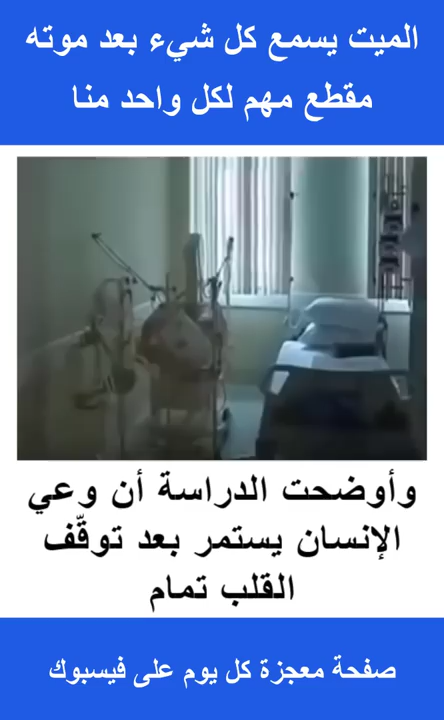 الميت يسمع كل شيء بعد موته
مقطع مهم لكل واحد منا
وأوضحت الدراسة أن وعي
الإنسان يستمر بعد توقّف
القلب تمام
صفحة معجزة كل يوم على فيسبوك